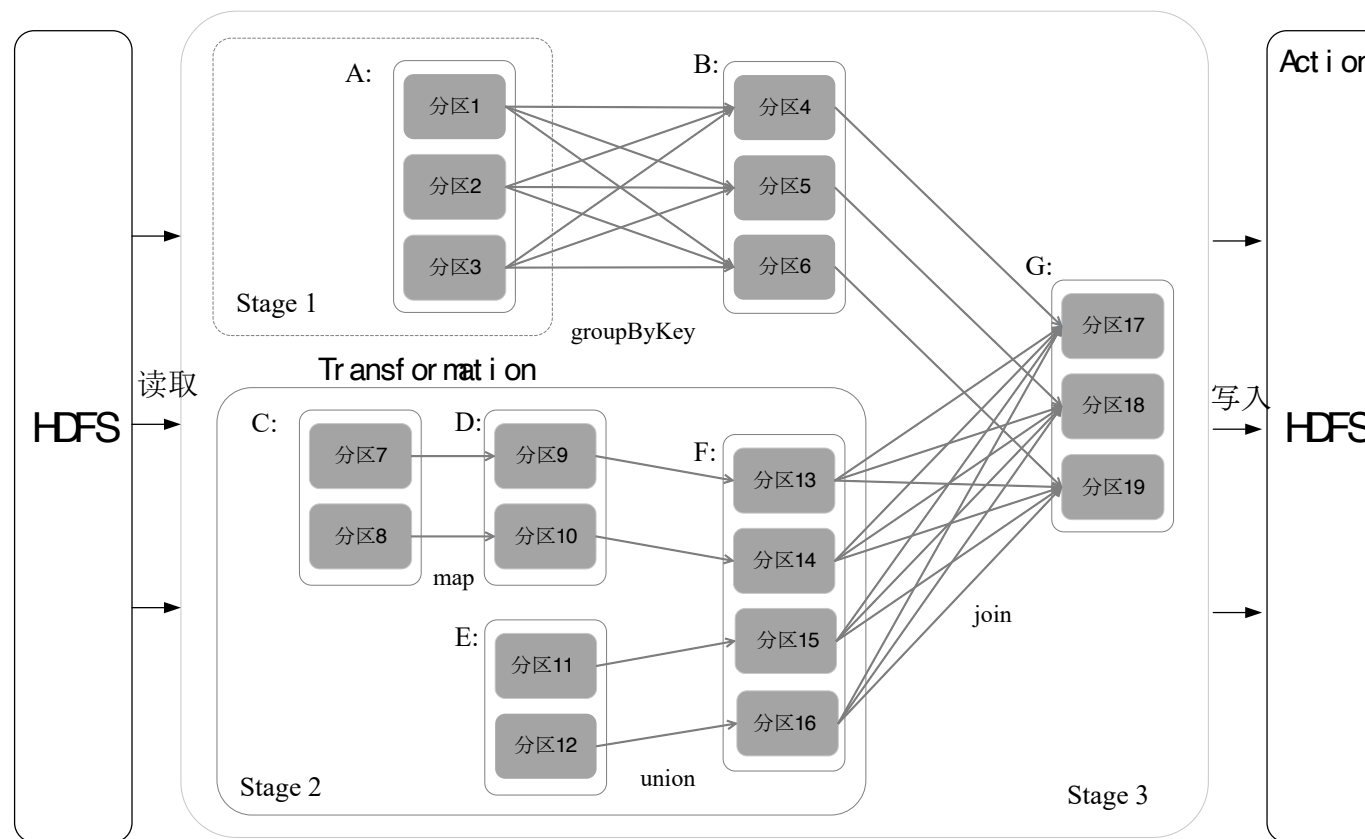 HDFS
读取
A:
分区1
分区2
分区3
Stage 1
groupByKey
B:
分区4
分区5
分区6
Transformation
C:
分区7
分区8
map
D:
分区9
分区10
E:
分区11
分区12
union
F:
分区13
分区14
分区15
分区16
Stage 2
join
G:
分区17
分区18
分区19
Stage 3
写入
Action
HDFS